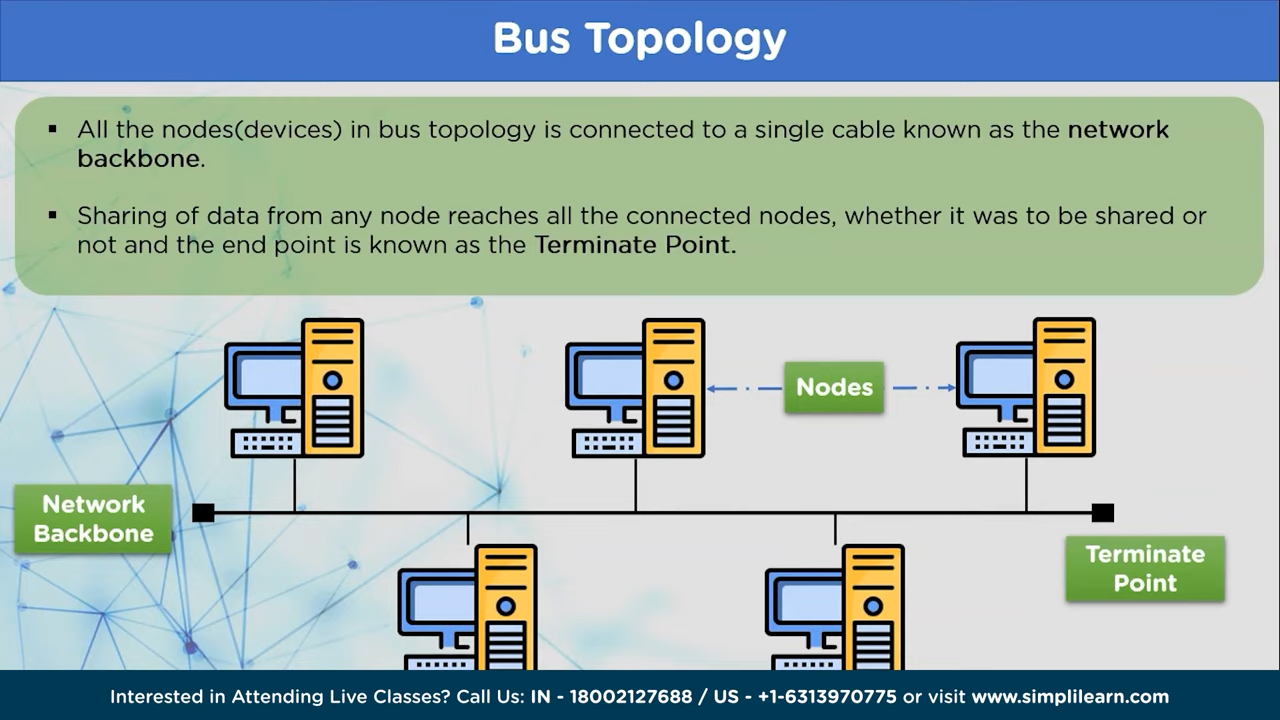 Bus Topology
▪ All the nodes(devices) in bus topology is connected to a single cable known as the network
backbone.
▪ Sharing of data from any node reaches all the connected nodes, whether it was to be shared or
not and the end point is known as the Terminate Point.
Nodes
Network
Backbone
Terminate
Point
Interested in Attending Live Classes? Call Us: IN - 18002127688 / US - +1-6313970775 or visit www.simplilearn.com